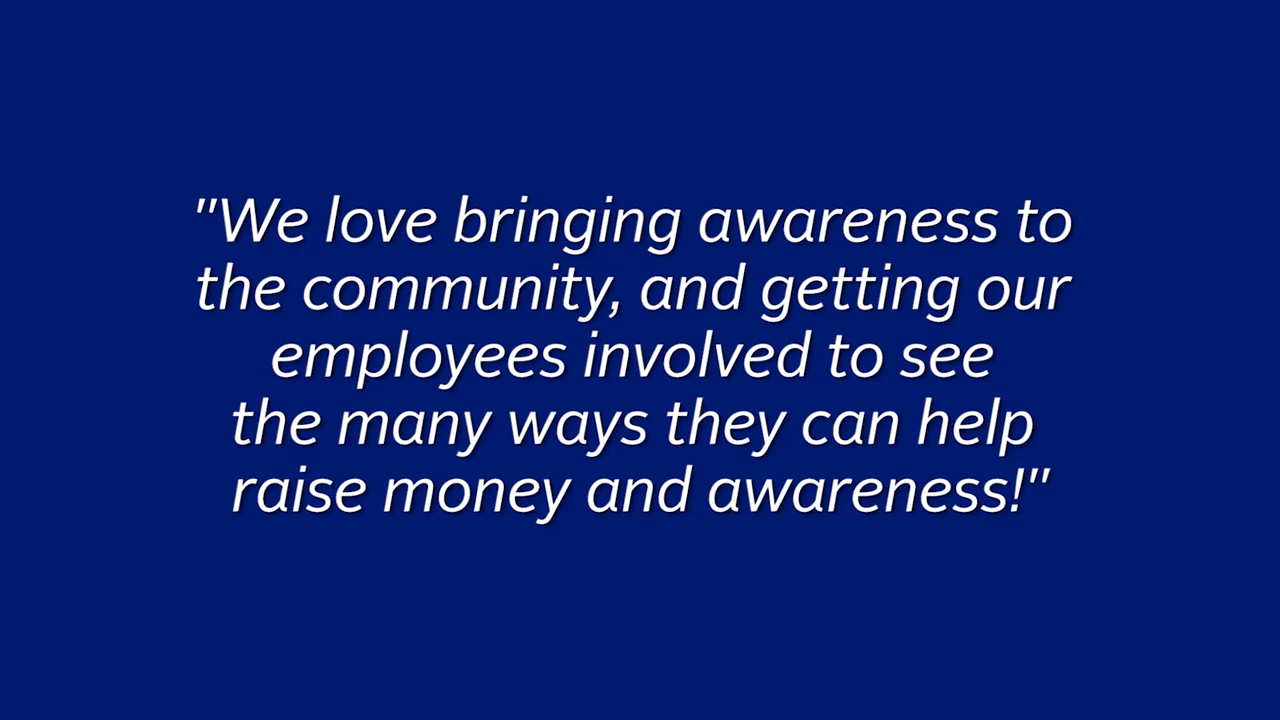 "We love bringing awareness to
the community, and getting our
employees involved to see
the many ways they can help
raise money and awareness!"